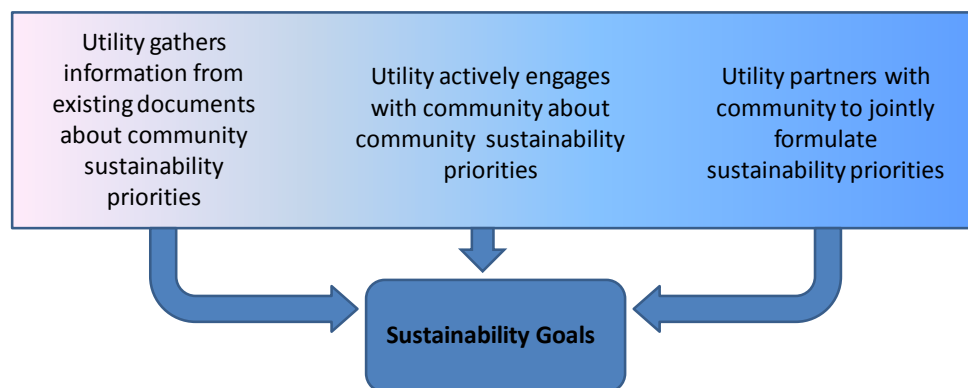 Utility gathers
information from
existing documents
about community
sustainability
priorities
Utility actively engages
with community about
community sustainability
priorities
Utility partners with
community to jointly
formulate
sustainability priorities
Sustainability Goals